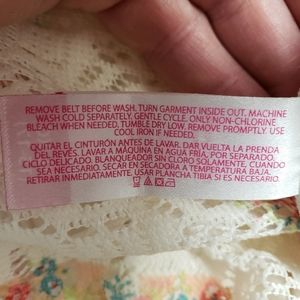 REMOVE BELT BEFORE WASH. TURN GARMENT INSIDE OUT. MACHINE
WASH COLD SEPARATELY, GENTLE CYCLE, ONLY NON-CHLORINE
BLEACH WHEN NEEDED, TUMBLE DRY LOW. REMOVE PROMPTLY. USE
COOL IRON IF NEEDED.
QUITAR EL CINTURÓN ANTES DE LAVAR. DAR VUELTA LA PRENDA
DEL REVÉS. LAVAR A MÁQUINA EN AGUA FRÍA, POR SEPARADO,
CICLO DELICADO. BLANQUEADOR SIN CLORO SOLAMENTE, CUANDO
SEA NECESARIO. SECAR EN SECADORA A TEMPERATURA BAJA.
RETIRAR INMEDIATAMENTE. USAR PLANCHA TIBIA SI ES NECESARIO.